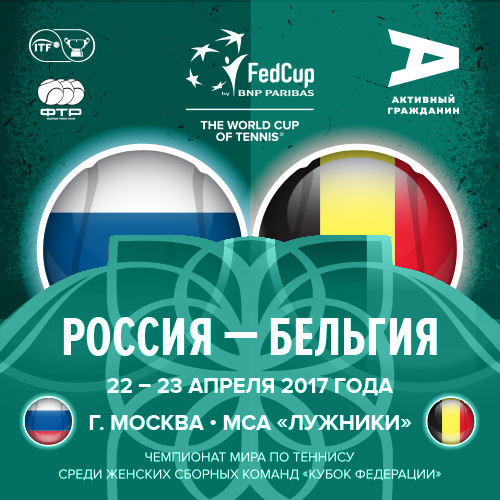 ITF
FedCup
by BNP PARIBAS
THE WORLD CUP
OF TENNIS®
АКТИВНЫЙ
ГРАЖДАНИН
ФТР
РОССИЯ — БЕЛЬГИЯ
22 – 23 АПРЕЛЯ 2017 ГОДА
Г. МОСКВА • МСА «ЛУЖНИКИ»
ЧЕМПИОНАТ МИРА ПО ТЕННИСУ
СРЕДИ ЖЕНСКИХ СБОРНЫХ КОМАНД «КУБОК ФЕДЕРАЦИИ»